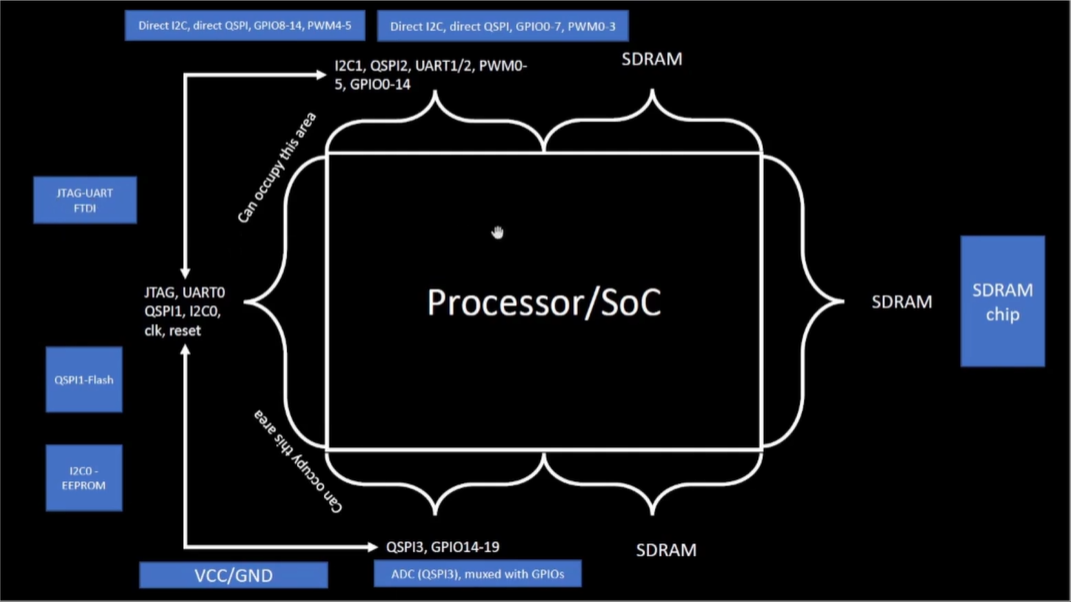 Direct I2C, direct QSPI, GPIO8-14, PWM4-5
Direct I2C, direct QSPI, GPIO0-7, PWM0-3
I2C1, QSPI2, UART1/2, PWM0-
5, GPIO0-14
SDRAM
Can occupy this area
JTAG-UART
FTDI
JTAG, UART0
QSPI1, I2C0,
clk, reset
Processor/SoC
SDRAM
SDRAM
chip
QSPI1-Flash
I2C0 -
EEPROM
Can occupy this area
QSPI3, GPIO14-19
SDRAM
VCC/GND
ADC (QSPI3), muxed with GPIOs